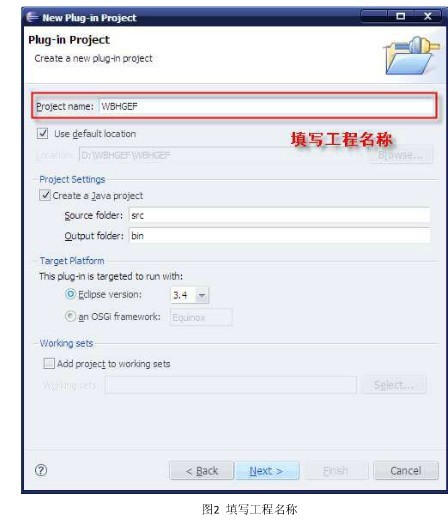 New Plug-in Project
Plug-in Project
Create a new plug-in project
Project name: WBHGEF
Use default location
填写工程名称
Location: D:\WBHGEF\WBHGEF Browse...
Project Settings
Create a Java project
Source folder: src
Output folder: bin
Target Platform
This plug-in is targeted to run with:
Eclipse version: 3.4
an OSGi framework: Equinox
Working sets
Add project to working sets
Working sets: Select...
< Back Next > Finish Cancel
图2 填写工程名称